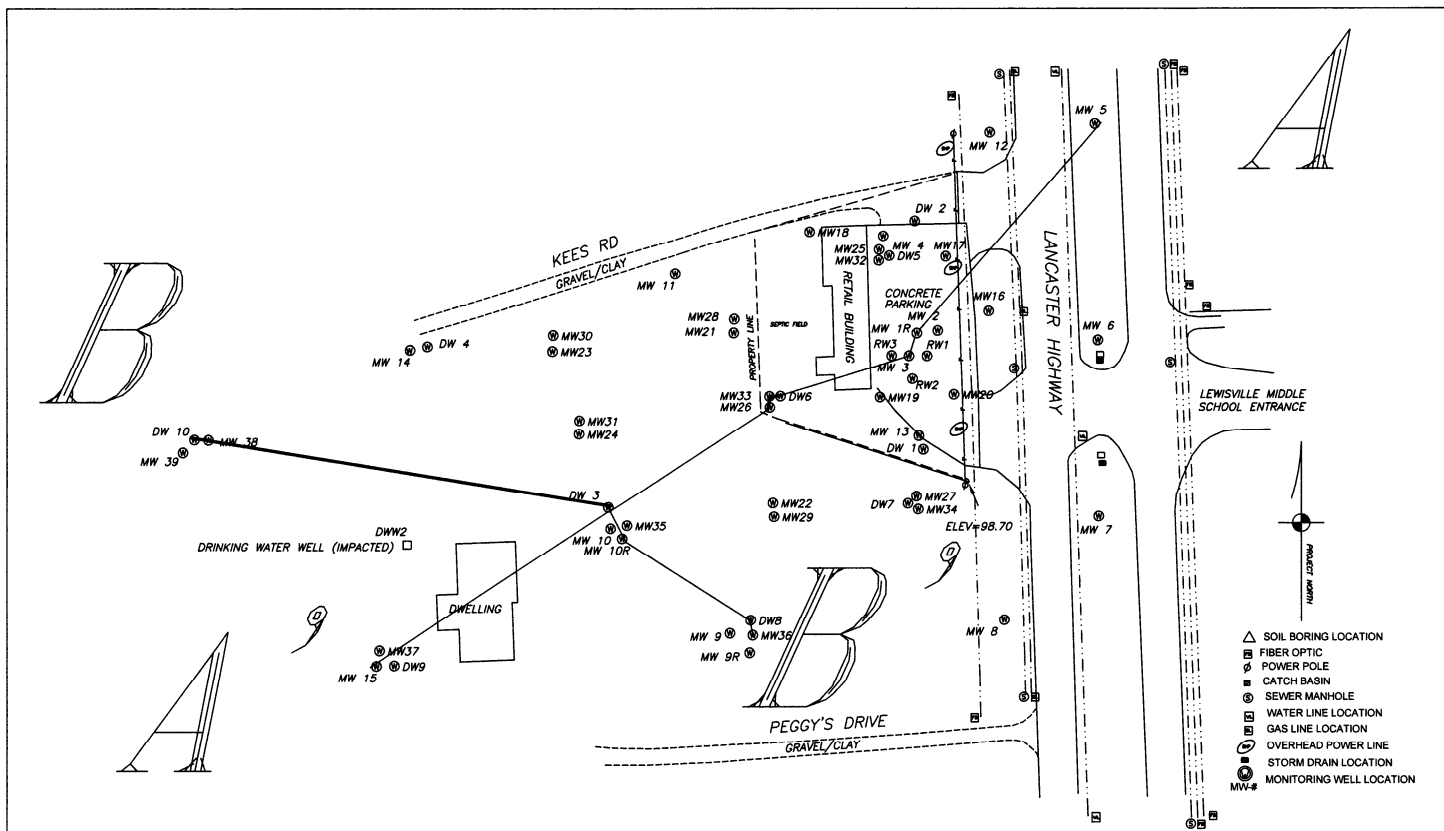 A
MW 5
MW 12
DW 2
MW18
MW 4
MW25
MW17
DW5
MW32
KEES RD
GRAVEL/CLAY
MW 11
RETAIL BUILDING
CONCRETE
PARKING
LANCASTER HIGHWAY
B
MW16
MW28
MW21
SEPTIC FIELD
PROPERTY LINE
MW 2
MW 1R
MW 6
MW30
MW23
DW 4
MW 14
RW3
RW1
MW 3
RW2
LEWISVILLE MIDDLE
SCHOOL ENTRANCE
MW33
DW6
MW26
MW19
MW20
MW31
MW24
DW 10
MW 38
MW 39
MW 13
DW 1
DW 3
MW22
MW29
DW7
MW27
MW34
ELEV=98.70
MW 7
MW35
MW 10
MW 10R
DWW2
DRINKING WATER WELL (IMPACTED)
PROJECT NORTH
DWELLING
B
DW8
MW 9
MW36
MW 9R
MW 8
MW37
MW 15
DW9
A
PEGGY'S DRIVE
GRAVEL/CLAY
SOIL BORING LOCATION
FIBER OPTIC
POWER POLE
CATCH BASIN
SEWER MANHOLE
WATER LINE LOCATION
GAS LINE LOCATION
OVERHEAD POWER LINE
STORM DRAIN LOCATION
MONITORING WELL LOCATION
MW-#